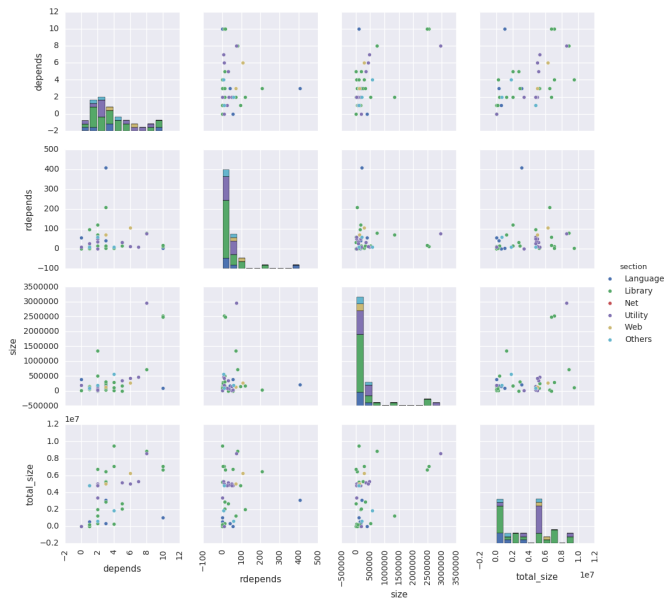 12
10
8
6
4
2
0
−2
depends
500
400
300
200
100
0
−100
rdepends
3500000
3000000
2500000
2000000
1500000
1000000
500000
0
−500000
size
1e7
1.2
1.0
0.8
0.6
0.4
0.2
0.0
−0.2
total_size
−2 0 2 4 6 8 10 12
depends
−100 0 100 200 300 400 500
rdepends
−500000 0 500000 1000000 1500000 2000000 2500000 3000000 3500000
size
−0.2 0.0 0.2 0.4 0.6 0.8 1.0 1.2
1e7
total_size
section
Language
Library
Net
Utility
Web
Others